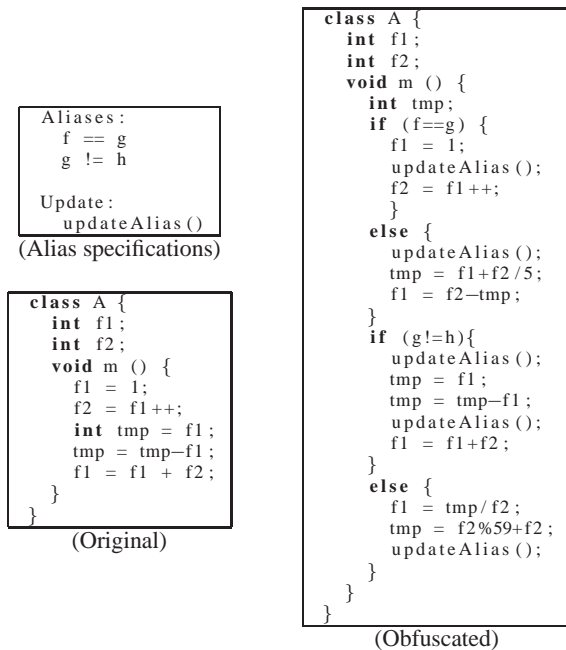 Aliases:
f == g
g != h
Update:
updateAlias()
(Alias specifications)
class A {
int f1;
int f2;
void m () {
f1 = 1;
f2 = f1++;
int tmp = f1;
tmp = tmp−f1;
f1 = f1 + f2;
}
}
(Original)
class A {
int f1;
int f2;
void m () {
int tmp;
if (f==g) {
f1 = 1;
updateAlias();
f2 = f1++;
}
else {
updateAlias();
tmp = f1+f2/5;
f1 = f2−tmp;
}
if (g!=h){
updateAlias();
tmp = f1;
tmp = tmp−f1;
updateAlias();
f1 = f1+f2;
}
else {
f1 = tmp/f2;
tmp = f2%59+f2;
updateAlias();
}
}
}
(Obfuscated)